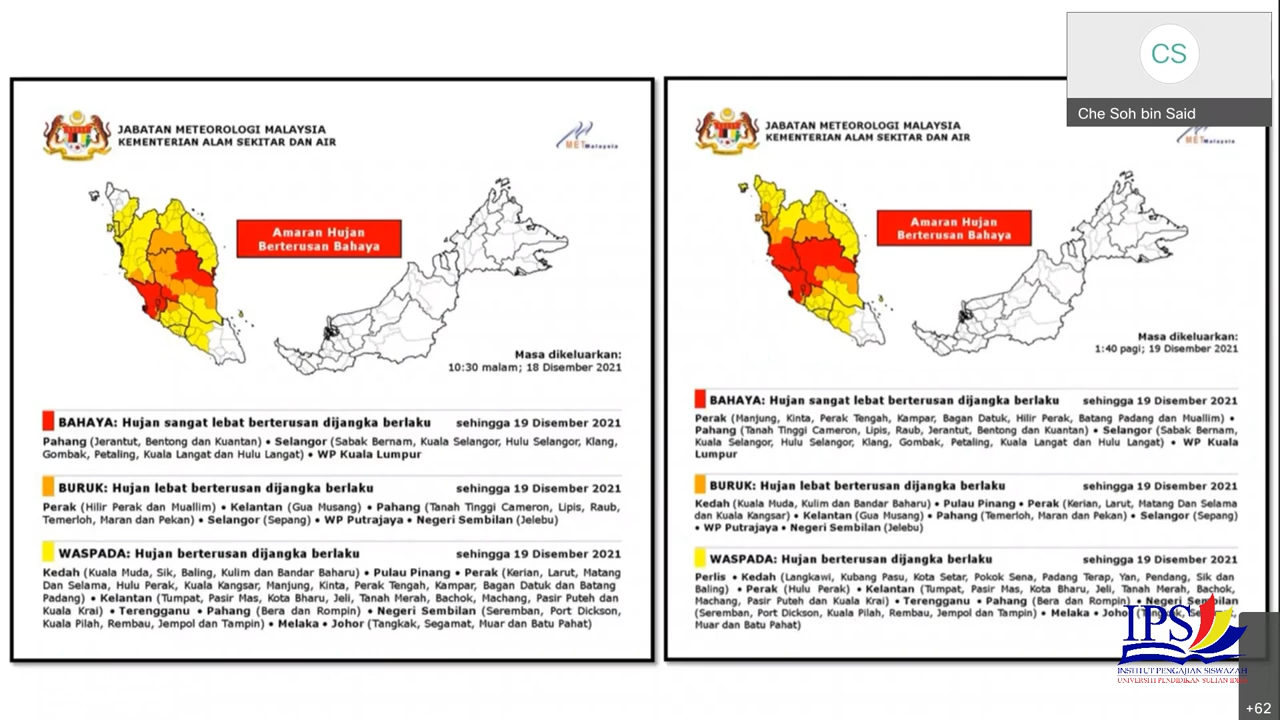 CS
Che Soh bin Said
JABATAN METEOROLOGI MALAYSIA
KEMENTERIAN ALAM SEKITAR DAN AIR
METMalaysia
Amaran Hujan
Berterusan Bahaya
Masa dikeluarkan:
10:30 malam; 18 Disember 2021
BAHAYA: Hujan sangat lebat berterusan dijangka berlaku sehingga 19 Disember 2021
Pahang (Jerantut, Bentong dan Kuantan) • Selangor (Sabak Bernam, Kuala Selangor, Hulu Selangor, Klang,
Gombak, Petaling, Kuala Langat dan Hulu Langat) • WP Kuala Lumpur
BURUK: Hujan lebat berterusan dijangka berlaku sehingga 19 Disember 2021
Perak (Hilir Perak dan Muallim) • Kelantan (Gua Musang) • Pahang (Tanah Tinggi Cameron, Lipis, Raub,
Temerloh, Maran dan Pekan) • Selangor (Sepang) • WP Putrajaya • Negeri Sembilan (Jelebu)
WASPADA: Hujan berterusan dijangka berlaku sehingga 19 Disember 2021
Kedah (Kuala Muda, Sik, Baling, Kulim dan Bandar Baharu) • Pulau Pinang • Perak (Kerian, Larut, Matang
Dan Selama, Hulu Perak, Kuala Kangsar, Manjung, Kinta, Perak Tengah, Kampar, Bagan Datuk dan Batang
Padang) • Kelantan (Tumpat, Pasir Mas, Kota Bharu, Jeli, Tanah Merah, Bachok, Machang, Pasir Puteh dan
Kuala Krai) • Terengganu • Pahang (Bera dan Rompin) • Negeri Sembilan (Seremban, Port Dickson,
Kuala Pilah, Rembau, Jempol dan Tampin) • Melaka • Johor (Tangkak, Segamat, Muar dan Batu Pahat)
JABATAN METEOROLOGI MALAYSIA
KEMENTERIAN ALAM SEKITAR DAN AIR
METMalaysia
Amaran Hujan
Berterusan Bahaya
Masa dikeluarkan:
1:40 pagi; 19 Disember 2021
BAHAYA: Hujan sangat lebat berterusan dijangka berlaku sehingga 19 Disember 2021
Perak (Manjung, Kinta, Perak Tengah, Kampar, Bagan Datuk, Hilir Perak, Batang Padang dan Muallim) •
Pahang (Tanah Tinggi Cameron, Lipis, Raub, Jerantut, Bentong dan Kuantan) • Selangor (Sabak Bernam,
Kuala Selangor, Hulu Selangor, Klang, Gombak, Petaling, Kuala Langat dan Hulu Langat) • WP Kuala
Lumpur
BURUK: Hujan lebat berterusan dijangka berlaku sehingga 19 Disember 2021
Kedah (Kuala Muda, Kulim dan Bandar Baharu) • Pulau Pinang • Perak (Kerian, Larut, Matang Dan Selama
dan Kuala Kangsar) • Kelantan (Gua Musang) • Pahang (Temerloh, Maran dan Pekan) • Selangor (Sepang)
• WP Putrajaya • Negeri Sembilan (Jelebu)
WASPADA: Hujan berterusan dijangka berlaku sehingga 19 Disember 2021
Perlis • Kedah (Langkawi, Kubang Pasu, Kota Setar, Pokok Sena, Padang Terap, Yan, Pendang, Sik dan
Baling) • Perak (Hulu Perak) • Kelantan (Tumpat, Pasir Mas, Kota Bharu, Jeli, Tanah Merah, Bachok,
Machang, Pasir Puteh dan Kuala Krai) • Terengganu • Pahang (Bera dan Rompin) • Negeri Sembilan
(Seremban, Port Dickson, Kuala Pilah, Rembau, Jempol dan Tampin) • Melaka • Johor
Muar dan Batu Pahat)
IPS
INSTITUT PENGAJIAN SISWAZAH
UNIVERSITI PENDIDIKAN SULTAN IDRIS
+62